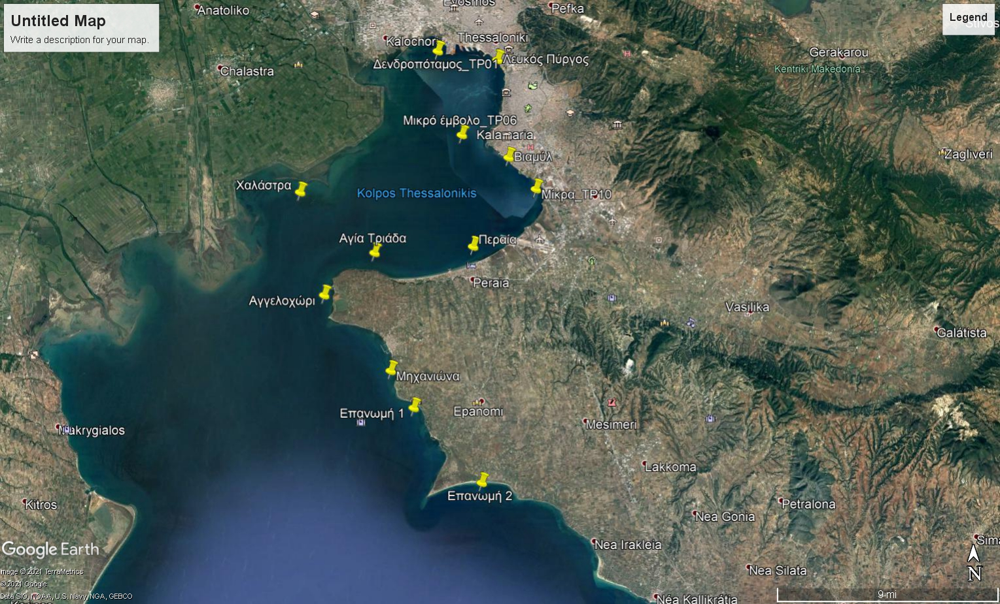 Untitled Map
Write a description for your map.
Legend
Anatoliko
Evosmos
Pefka
Kalochori
Thessaloniki
Gerakarou
Kentriki Makedonia
Chalastra
Δενδροπόταμος_TP01
Λευκός Πύργος
Μικρό έμβολο_TP06
Kalamaria
Βιαμύλ
Zagliveri
Χαλάστρα
Kolpos Thessalonikis
Μίκρα_TP10
Αγία Τριάδα
Περαία
Peraia
Αγγελοχώρι
Vasilika
Galátista
Μηχανιώνα
Επανωμή 1
Epanomi
Makrygialos
Mesimeri
Lakkoma
Επανωμή 2
Kitros
Petralona
Nea Gonia
Nea Irakleia
Google Earth
Nea Silata
N
Image © 2021 TerraMetrics
© 2021 Google
Data SIO, NOAA, U.S. Navy, NGA, GEBCO
9 mi
Néa Kallikrátia